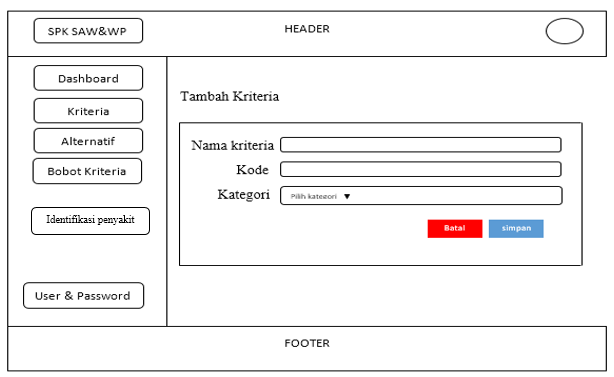 SPK SAW&WP
HEADER
Dashboard
Kriteria
Alternatif
Bobot Kriteria
Identifikasi penyakit
User & Password
Tambah Kriteria
Nama kriteria
Kode
Kategori
Pilih kategori ▼
Batal
simpan
FOOTER